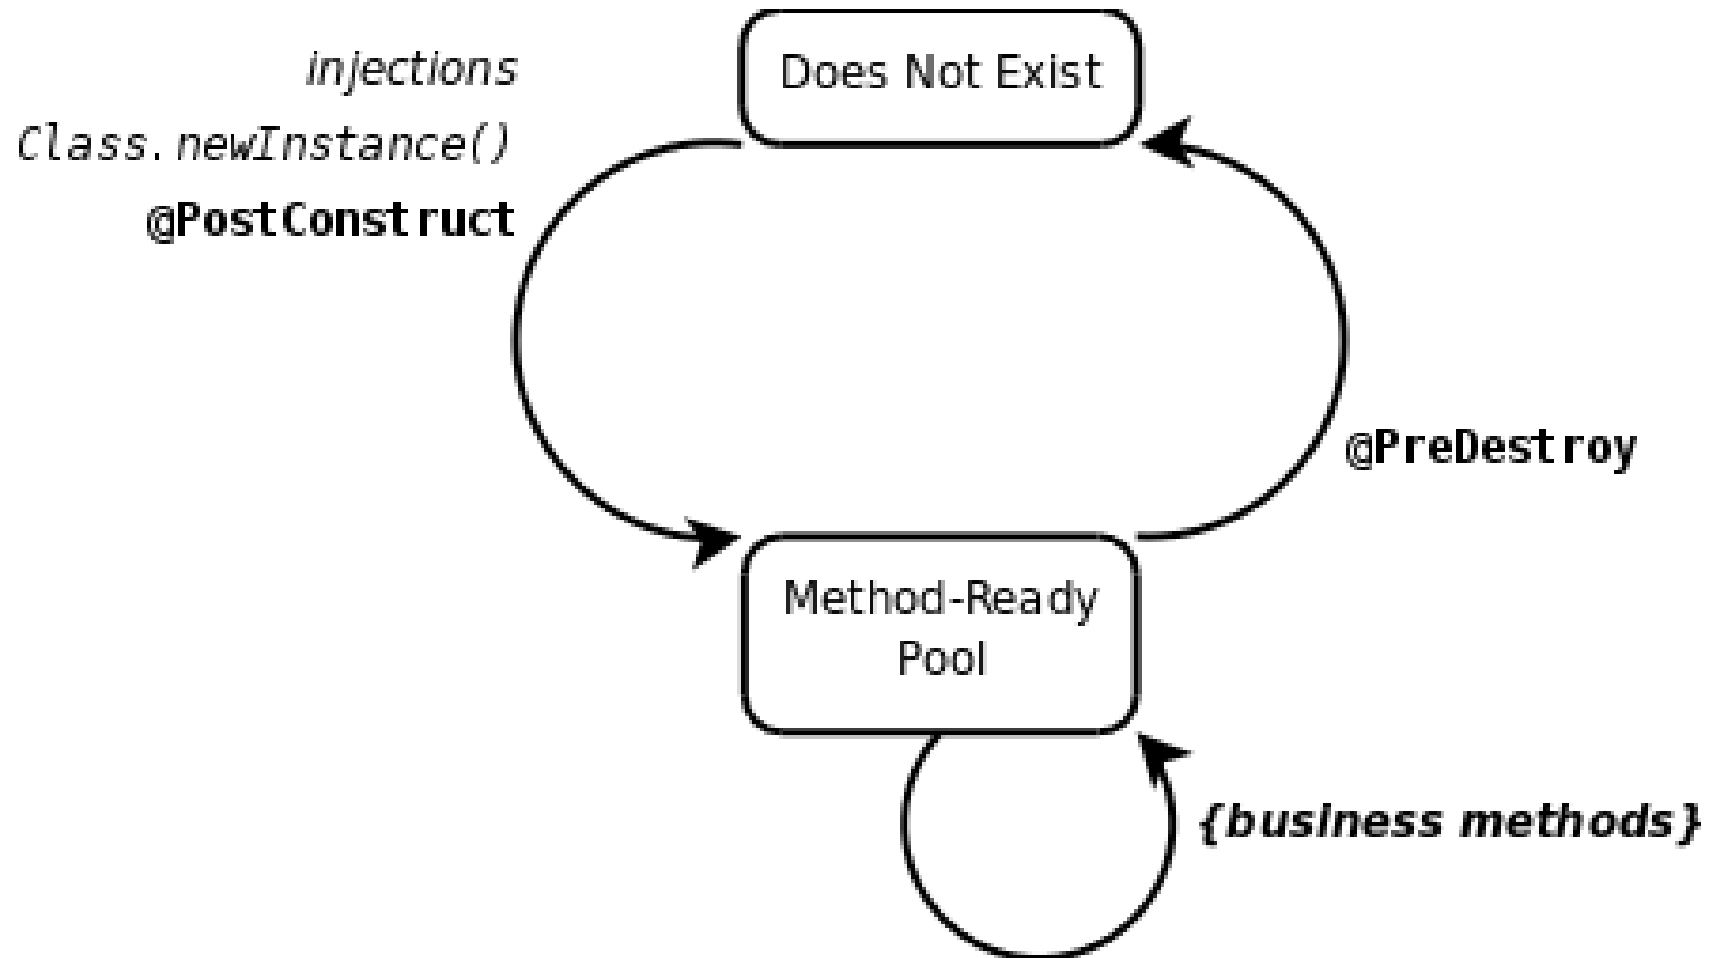 injections
Class.newInstance()
@PostConstruct
Does Not Exist
@PreDestroy
Method-Ready
Pool
{business methods}